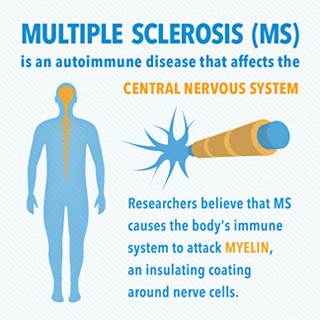 MULTIPLE SCLEROSIS (MS)
is an autoimmune disease that affects the
CENTRAL NERVOUS SYSTEM
Researchers believe that MS
causes the body's immune
system to attack MYELIN,
an insulating coating
around nerve cells.